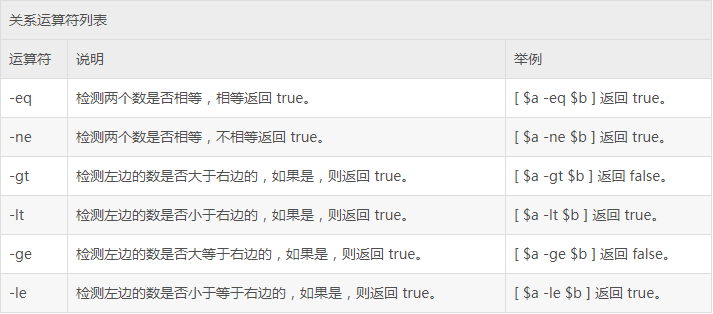 关系运算符列表
运算符 说明 举例
-eq 检测两个数是否相等，相等返回 true。 [ $a -eq $b ] 返回 true。
-ne 检测两个数是否相等，不相等返回 true。 [ $a -ne $b ] 返回 true。
-gt 检测左边的数是否大于右边的，如果是，则返回 true。 [ $a -gt $b ] 返回 false。
-lt 检测左边的数是否小于右边的，如果是，则返回 true。 [ $a -lt $b ] 返回 true。
-ge 检测左边的数是否大等于右边的，如果是，则返回 true。 [ $a -ge $b ] 返回 false。
-le 检测左边的数是否小于等于右边的，如果是，则返回 true。 [ $a -le $b ] 返回 true。